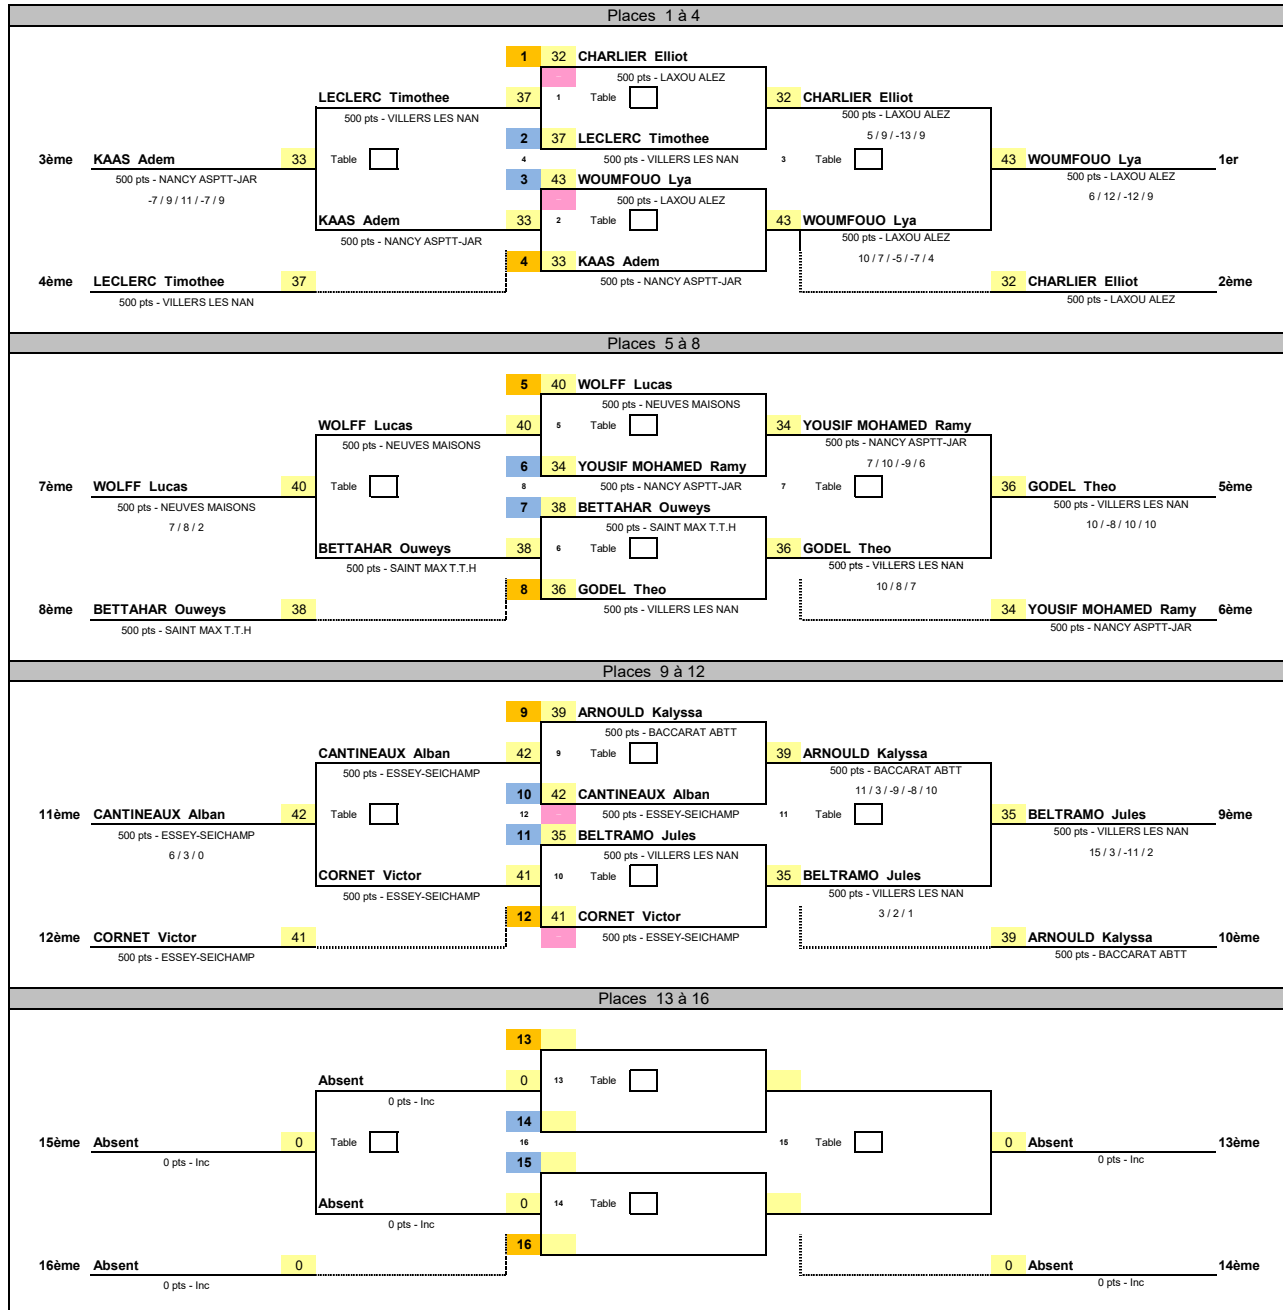 Places 1 à 4
1 32 CHARLIER Elliot
500 pts - LAXOU ALEZ
LECLERC Timothee 37 1 Table 32 CHARLIER Elliot
500 pts - VILLERS LES NAN 500 pts - LAXOU ALEZ
2 37 LECLERC Timothee 5 / 9 / -13 / 9
3ème KAAS Adem 33 Table 4 500 pts - VILLERS LES NAN 3 Table 43 WOUMFOUO Lya 1er
500 pts - NANCY ASPTT-JAR 3 43 WOUMFOUO Lya 500 pts - LAXOU ALEZ
-7 / 9 / 11 / -7 / 9 500 pts - LAXOU ALEZ 6 / 12 / -12 / 9
KAAS Adem 33 2 Table 43 WOUMFOUO Lya
500 pts - NANCY ASPTT-JAR 500 pts - LAXOU ALEZ
4 33 KAAS Adem 10 / 7 / -5 / -7 / 4
4ème LECLERC Timothee 37 500 pts - NANCY ASPTT-JAR 32 CHARLIER Elliot 2ème
500 pts - VILLERS LES NAN 500 pts - LAXOU ALEZ
Places 5 à 8
5 40 WOLFF Lucas
500 pts - NEUVES MAISONS
WOLFF Lucas 40 5 Table 34 YOUSIF MOHAMED Ramy
500 pts - NEUVES MAISONS 500 pts - NANCY ASPTT-JAR
6 34 YOUSIF MOHAMED Ramy 7 / 10 / -9 / 6
7ème WOLFF Lucas 40 Table 8 500 pts - NANCY ASPTT-JAR 7 Table 36 GODEL Theo 5ème
500 pts - NEUVES MAISONS 7 38 BETTAHAR Ouweys 500 pts - VILLERS LES NAN
7 / 8 / 2 500 pts - SAINT MAX T.T.H 10 / -8 / 10 / 10
BETTAHAR Ouweys 38 6 Table 36 GODEL Theo
500 pts - SAINT MAX T.T.H 500 pts - VILLERS LES NAN
8 36 GODEL Theo 10 / 8 / 7
8ème BETTAHAR Ouweys 38 500 pts - VILLERS LES NAN 34 YOUSIF MOHAMED Ramy 6ème
500 pts - SAINT MAX T.T.H 500 pts - NANCY ASPTT-JAR
Places 9 à 12
9 39 ARNOULD Kalyssa
500 pts - BACCARAT ABTT
CANTINEAUX Alban 42 9 Table 39 ARNOULD Kalyssa
500 pts - ESSEY-SEICHAMP 500 pts - BACCARAT ABTT
10 42 CANTINEAUX Alban 11 / 3 / -9 / -8 / 10
11ème CANTINEAUX Alban 42 Table 12 500 pts - ESSEY-SEICHAMP 11 Table 35 BELTRAMO Jules 9ème
500 pts - ESSEY-SEICHAMP 11 35 BELTRAMO Jules 500 pts - VILLERS LES NAN
6 / 3 / 0 500 pts - VILLERS LES NAN 15 / 3 / -11 / 2
CORNET Victor 41 10 Table 35 BELTRAMO Jules
500 pts - ESSEY-SEICHAMP 500 pts - VILLERS LES NAN
12 41 CORNET Victor 3 / 2 / 1
12ème CORNET Victor 41 500 pts - ESSEY-SEICHAMP 39 ARNOULD Kalyssa 10ème
500 pts - ESSEY-SEICHAMP 500 pts - BACCARAT ABTT
Places 13 à 16
13
Absent 0 13 Table
0 pts - Inc
14
15ème Absent 0 Table 16 15 Table 0 Absent 13ème
0 pts - Inc 15 0 pts - Inc
Absent 0 14 Table
0 pts - Inc
16
16ème Absent 0 0 Absent 14ème
0 pts - Inc 0 pts - Inc